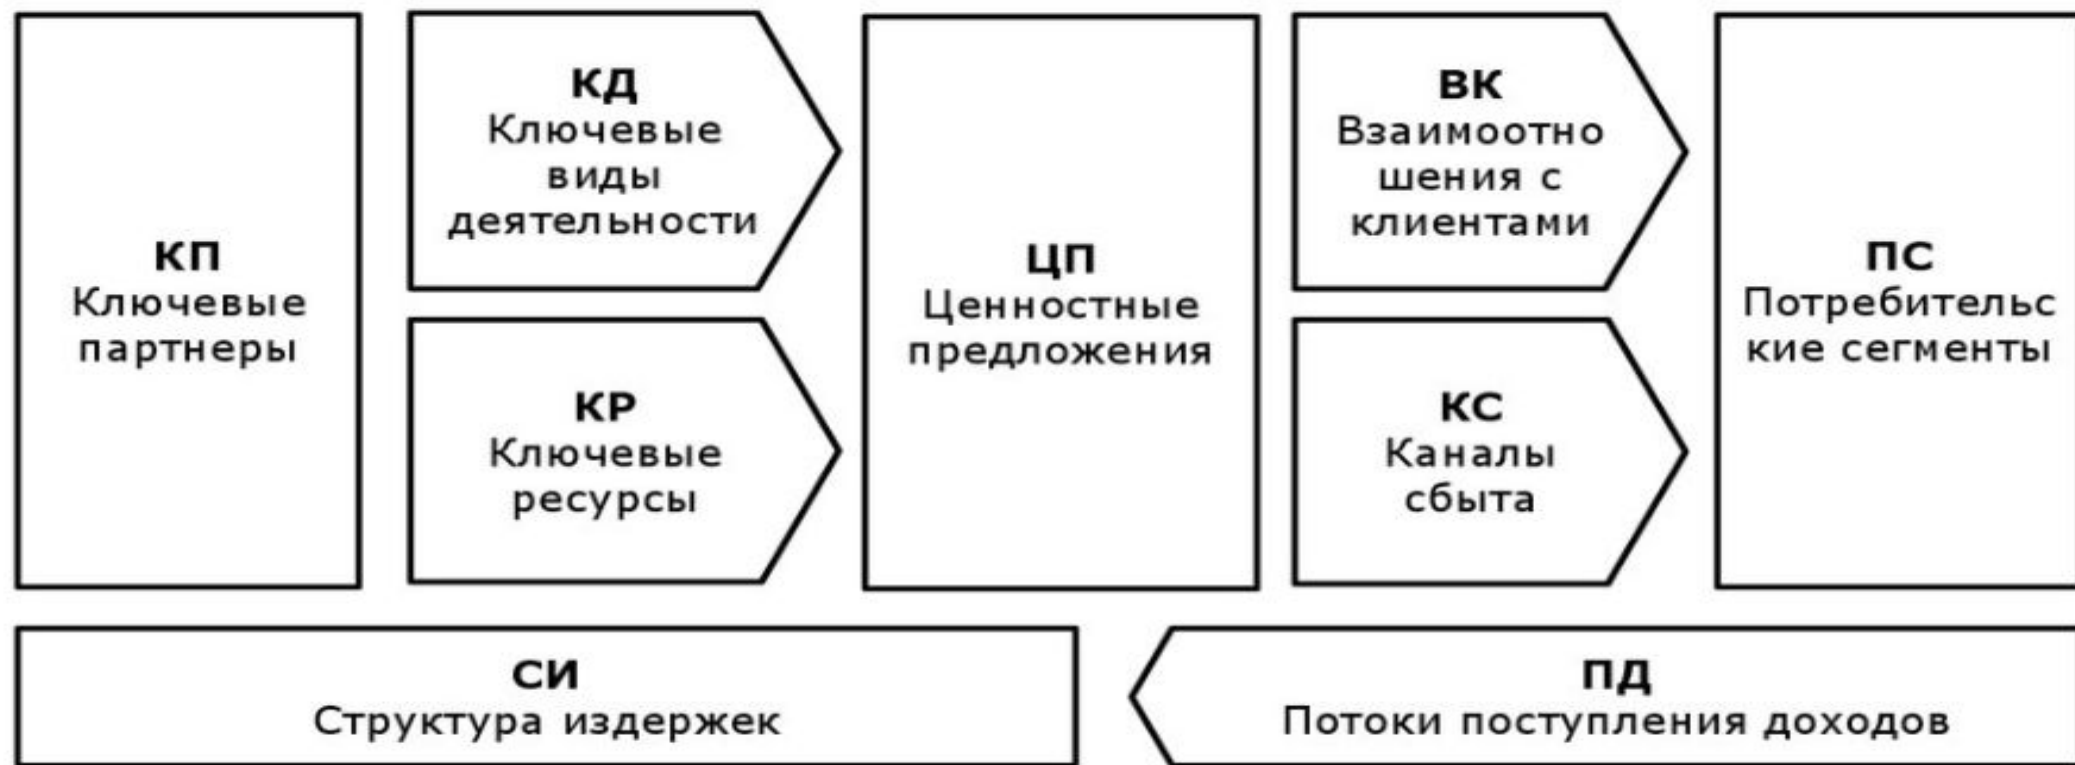 КП
Ключевые
партнеры
КД
Ключевые
виды
деятельности
КР
Ключевые
ресурсы
ЦП
Ценностные
предложения
ВК
Взаимоотно
шения с
клиентами
КС
Каналы
сбыта
ПС
Потребительс
кие сегменты
СИ
Структура издержек
ПД
Потоки поступления доходов